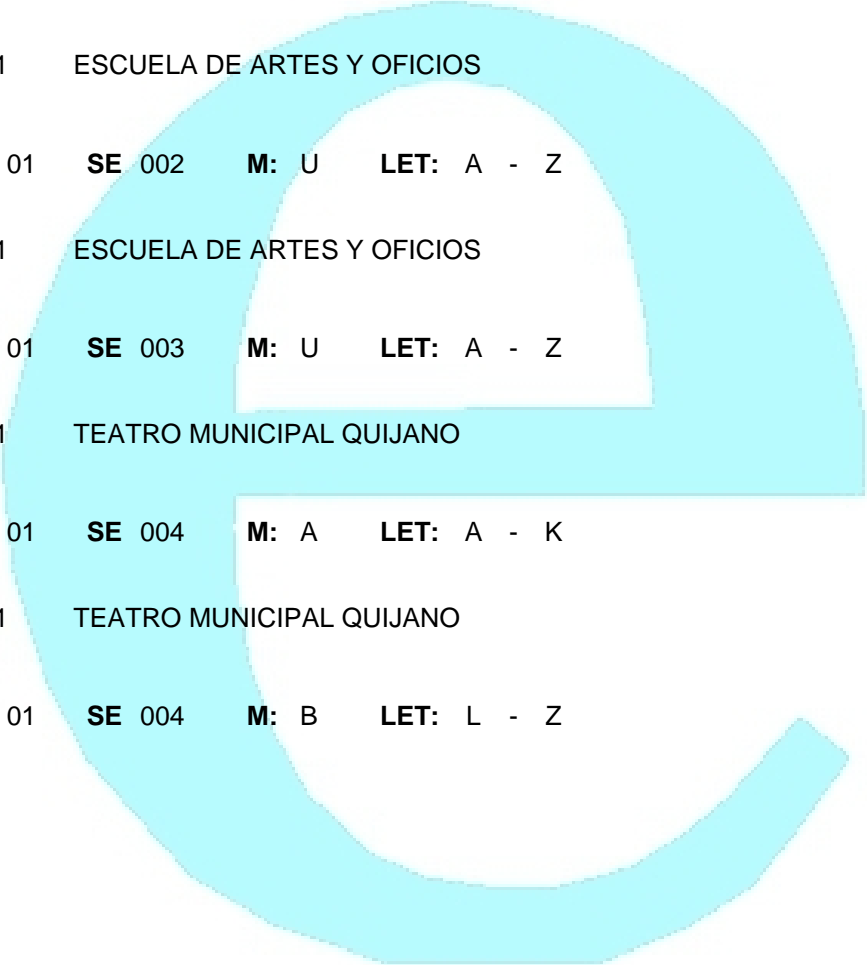 1 ESCUELA DE ARTES Y OFICIOS
01 SE 002 M: U LET: A - Z
1 ESCUELA DE ARTES Y OFICIOS
01 SE 003 M: U LET: A - Z
1 TEATRO MUNICIPAL QUIJANO
01 SE 004 M: A LET: A - K
1 TEATRO MUNICIPAL QUIJANO
01 SE 004 M: B LET: L - Z